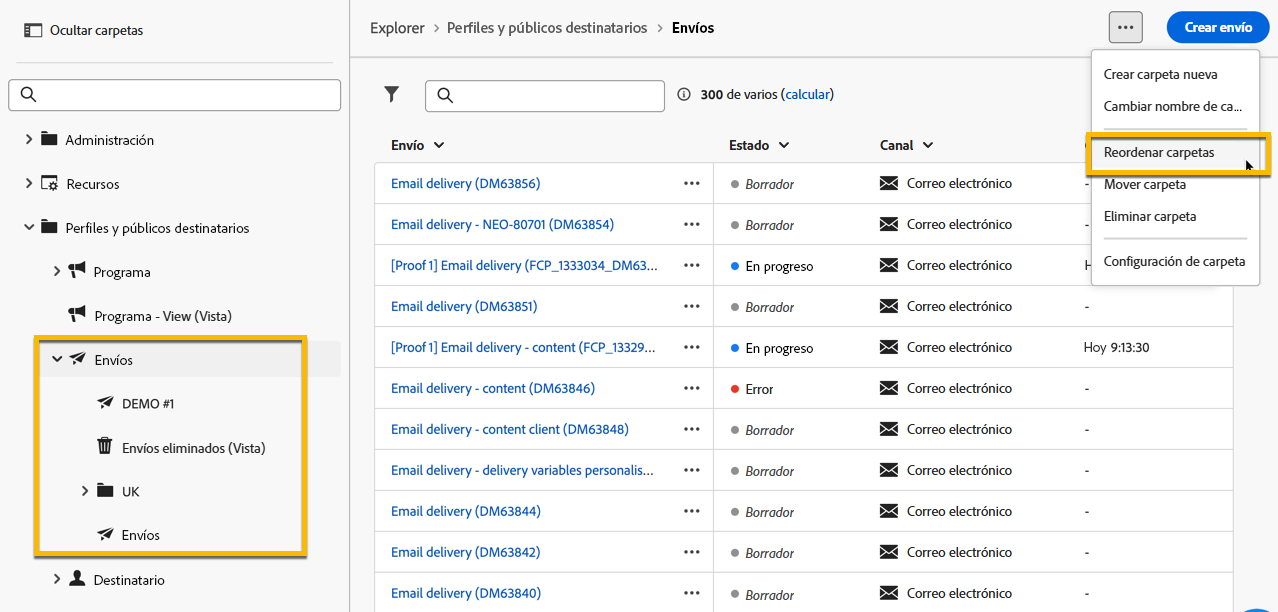 Ocultar carpetas
Administración
Recursos
Perfiles y públicos destinatarios
Programa
Programa - View (Vista)
Envíos
DEMO #1
Envíos eliminados (Vista)
UK
Envíos
Destinatario
Explorer > Perfiles y públicos destinatarios > Envíos
··· Crear envío
300 de varios (calcular)
Crear carpeta nueva
Cambiar nombre de ca...
Reordenar carpetas
Mover carpeta
Eliminar carpeta
Configuración de carpeta
Envío Estado Canal
Email delivery (DM63856) ··· Borrador Correo electrónico -
Email delivery - NEO-80701 (DM63854) ··· Borrador Correo electrónico -
[Proof 1] Email delivery (FCP_1333034_DM63... ··· En progreso Correo electrónico
Email delivery (DM63851) ··· Borrador Correo electrónico
[Proof 1] Email delivery - content (FCP_13329... ··· En progreso Correo electrónico Hoy 9:13:30
Email delivery - content (DM63846) ··· Error Correo electrónico -
Email delivery - content client (DM63848) ··· Borrador Correo electrónico -
Email delivery - delivery variables personalis... ··· Borrador Correo electrónico -
Email delivery (DM63844) ··· Borrador Correo electrónico -
Email delivery (DM63842) ··· Borrador Correo electrónico -
Email delivery (DM63840) ··· Borrador Correo electrónico -